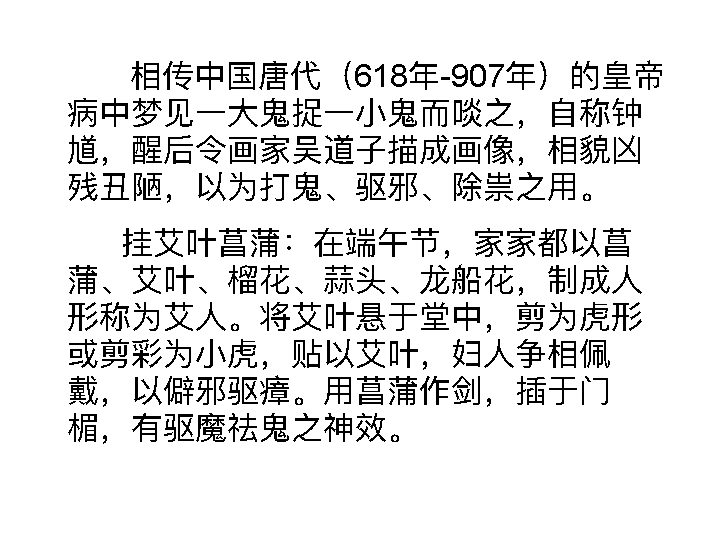 相传中国唐代（618年-907年）的皇帝
病中梦见一大鬼捉一小鬼而啖之，自称钟
馗，醒后令画家吴道子描成画像，相貌凶
残丑陋，以为打鬼、驱邪、除祟之用。
挂艾叶菖蒲：在端午节，家家都以菖
蒲、艾叶、榴花、蒜头、龙船花，制成人
形称为艾人。将艾叶悬于堂中，剪为虎形
或剪彩为小虎，贴以艾叶，妇人争相佩
戴，以僻邪驱瘴。用菖蒲作剑，插于门
楣，有驱魔祛鬼之神效。